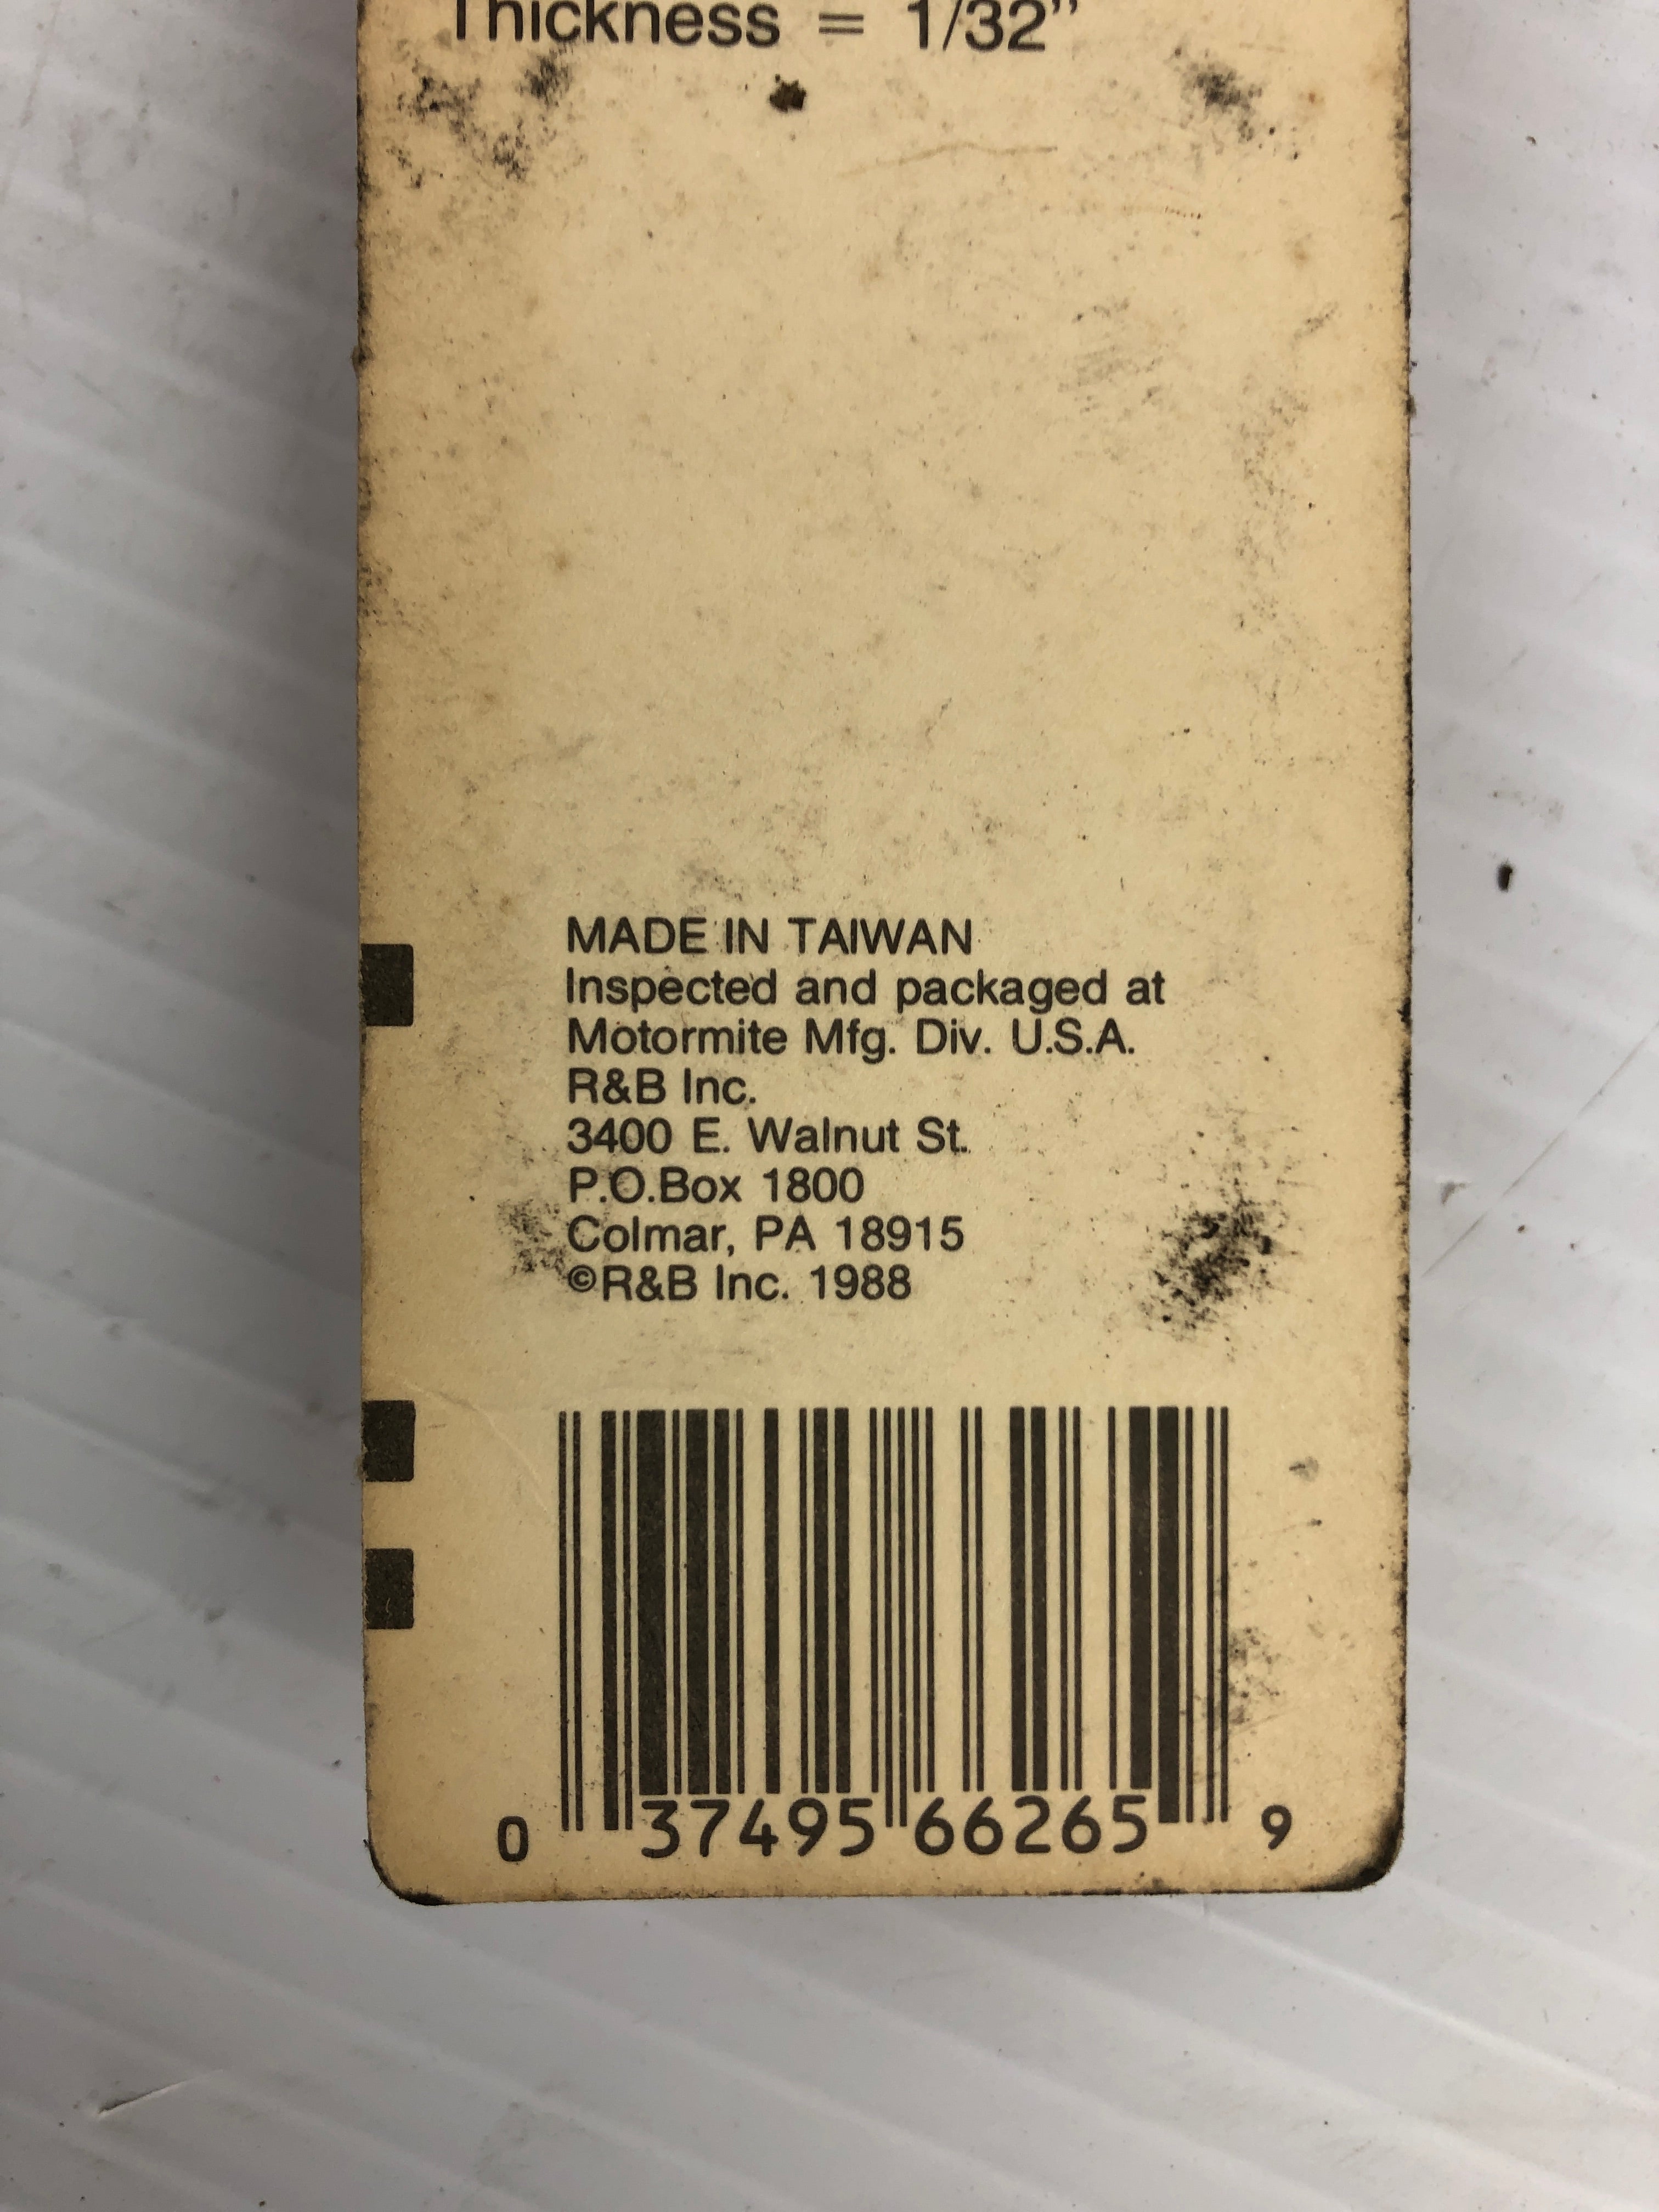 Thickness = 1/32"
MADE IN TAIWAN
Inspected and packaged at
Motormite Mfg. Div. U.S.A.
R&B Inc.
3400 E. Walnut St.
P.O.Box 1800
Colmar, PA 18915
©R&B Inc. 1988
0 37495 66265 9